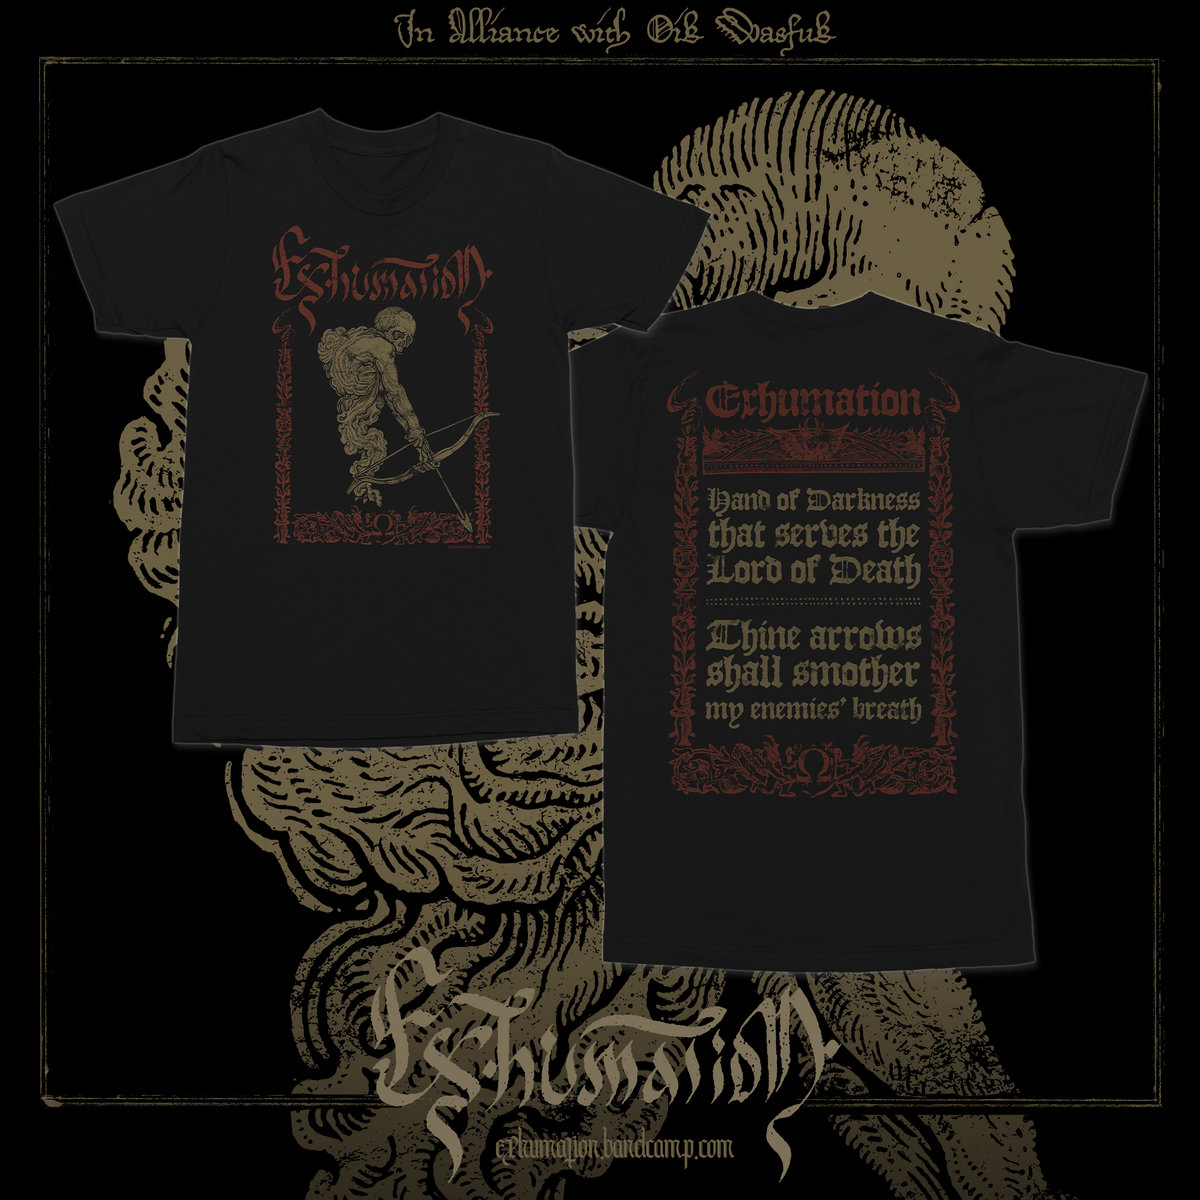 In Alliance with Oik Wasfuk
Exhumation
Exhumation
Hand of Darkness
that serves the
Lord of Death
Thine arrows
shall smother
my enemies' breath
Exhumation
exhumation.bandcamp.com